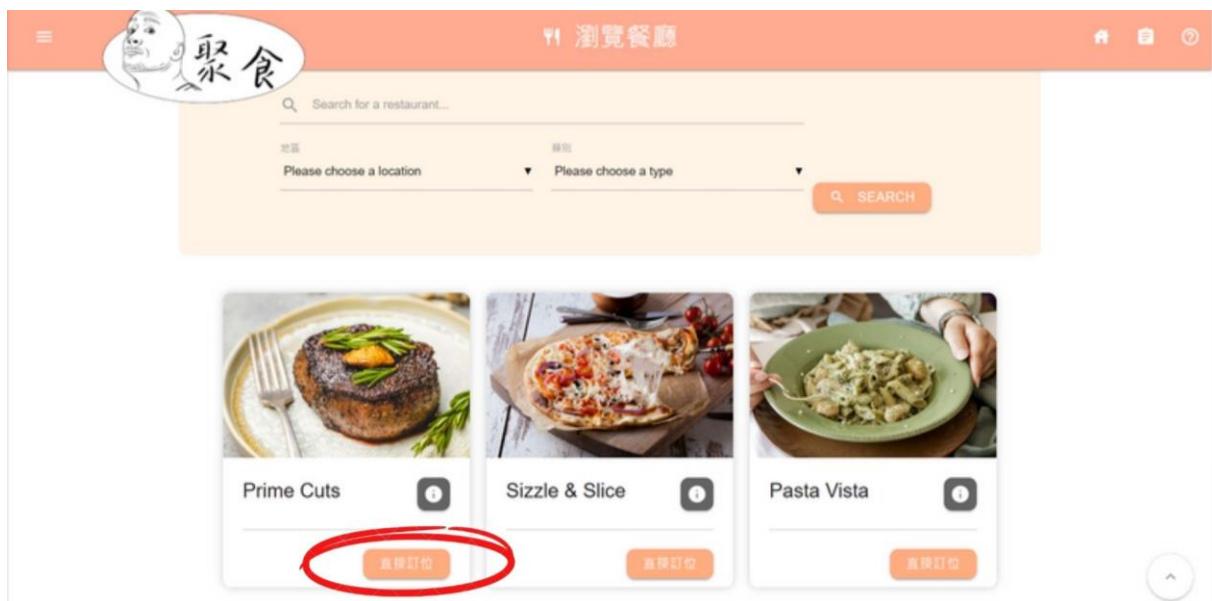 聚食
瀏覽餐廳
Search for a restaurant...
地區
類別
Please choose a location
Please choose a type
SEARCH
Prime Cuts
Sizzle & Slice
Pasta Vista
直接訂位
直接訂位
直接訂位